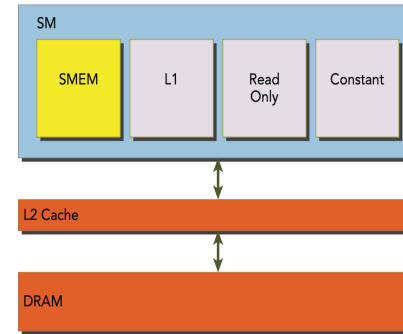 SM
SMEM
L1
Read
Only
Constant
L2 Cache
DRAM